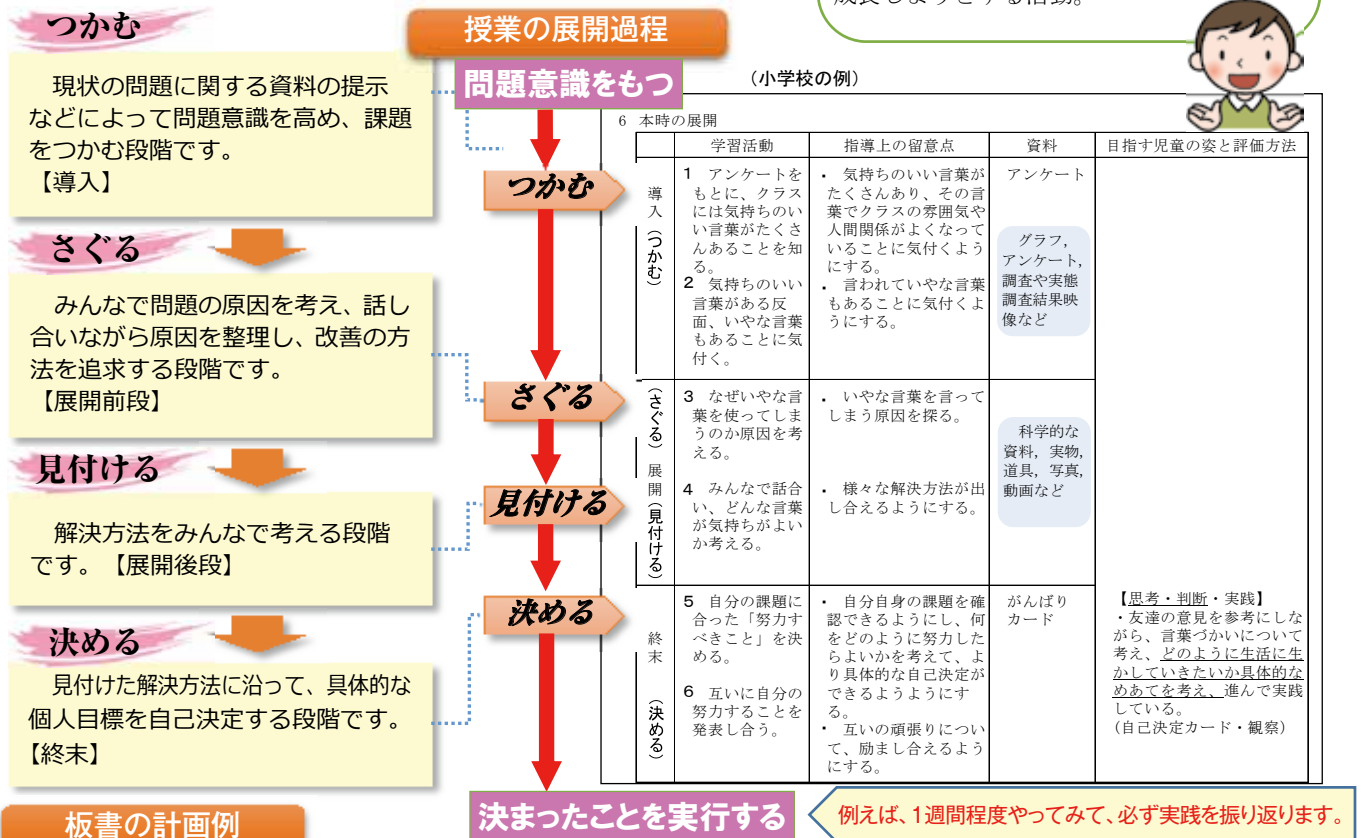 成長しようとする活動。
つかむ
現状の問題に関する資料の提示
などによって問題意識を高め、課題
をつかむ段階です。
【導入】
さぐる
みんなで問題の原因を考え、話し
合いながら原因を整理し、改善の方
法を追求する段階です。
【展開前段】
見付ける
解決方法をみんなで考える段階
です。【展開後段】
決める
見付けた解決方法に沿って、具体的な
個人目標を自己決定する段階です。
【終末】
板書の計画例
授業の展開過程
問題意識をもつ
つかむ
さぐる
見付ける
決める
決まったことを実行する
例えば、1週間程度やってみて、必ず実践を振り返ります。
(小学校の例)
6 本時の展開
学習活動
指導上の留意点
資料
目指す児童の姿と評価方法
導入(つかむ)
1 アンケートを
もとに、クラス
には気持ちのい
い言葉がたくさ
んあることを知
る。
2 気持ちのいい
言葉がある反
面、いやな言葉
もあることに気
付く。
・ 気持ちのいい言葉が
たくさんあり、その言
葉でクラスの雰囲気や
人間関係がよくなって
いることに気付くよう
にする。
・ 言われていやな言葉
もあることに気付くよ
うにする。
アンケート
グラフ,
アンケート,
調査や実態
調査結果映
像など
(さぐる)展開(見付ける)
3 なぜいやな言
葉を使ってしま
うのか原因を考
える。
4 みんなで話合
い、どんな言葉
が気持ちがよい
か考える。
・ いやな言葉を言って
しまう原因を探る。
・ 様々な解決方法が出
し合えるようにする。
科学的な
資料, 実物,
道具, 写真,
動画など
終末(決める)
5 自分の課題に
合った「努力す
べきこと」を決
める。
6 互いに自分の
努力することを
発表し合う。
・ 自分自身の課題を確
認できるようにし、何
をどのように努力した
らよいかを考えて、よ
り具体的な自己決定が
できるようようにす
る。
・ 互いの頑張りについ
て、励まし合えるよう
にする。
がんばり
カード
【思考・判断・実践】
・友達の意見を参考にしな
がら、言葉づかいについて
考え、どのように生活に生
かしていきたいか具体的な
めあてを考え、進んで実践
している。
(自己決定カード・観察)